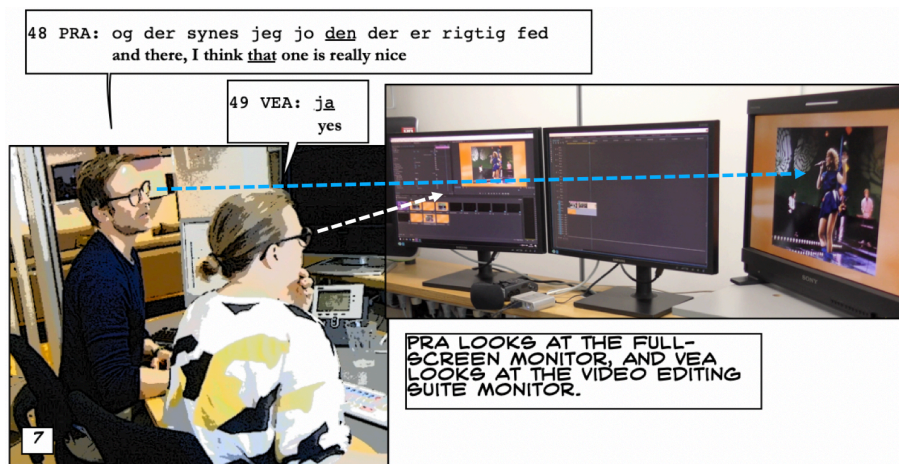 48 PRA: og der synes jeg jo den der er rigtig fed
and there, I think that one is really nice
49 VEA: ja
yes
SONY
PRA LOOKS AT THE FULL-
SCREEN MONITOR, AND VEA
LOOKS AT THE VIDEO EDITING
SUITE MONITOR.
7